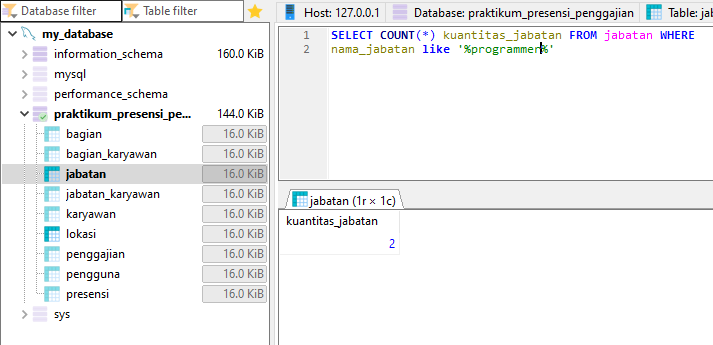 Database filter
Table filter
my_database
information_schema 160.0 KiB
mysql
performance_schema
praktikum_presensi_pe... 144.0 KiB
bagian 16.0 KiB
bagian_karyawan 16.0 KiB
jabatan 16.0 KiB
jabatan_karyawan 16.0 KiB
karyawan 16.0 KiB
lokasi 16.0 KiB
penggajian 16.0 KiB
pengguna 16.0 KiB
presensi 16.0 KiB
sys
Host: 127.0.0.1
Database: praktikum_presensi_penggajian
Table: jab
1 SELECT COUNT(*) kuantitas_jabatan FROM jabatan WHERE
2 nama_jabatan like '%programmer%'
jabatan (1r × 1c)
kuantitas_jabatan
2